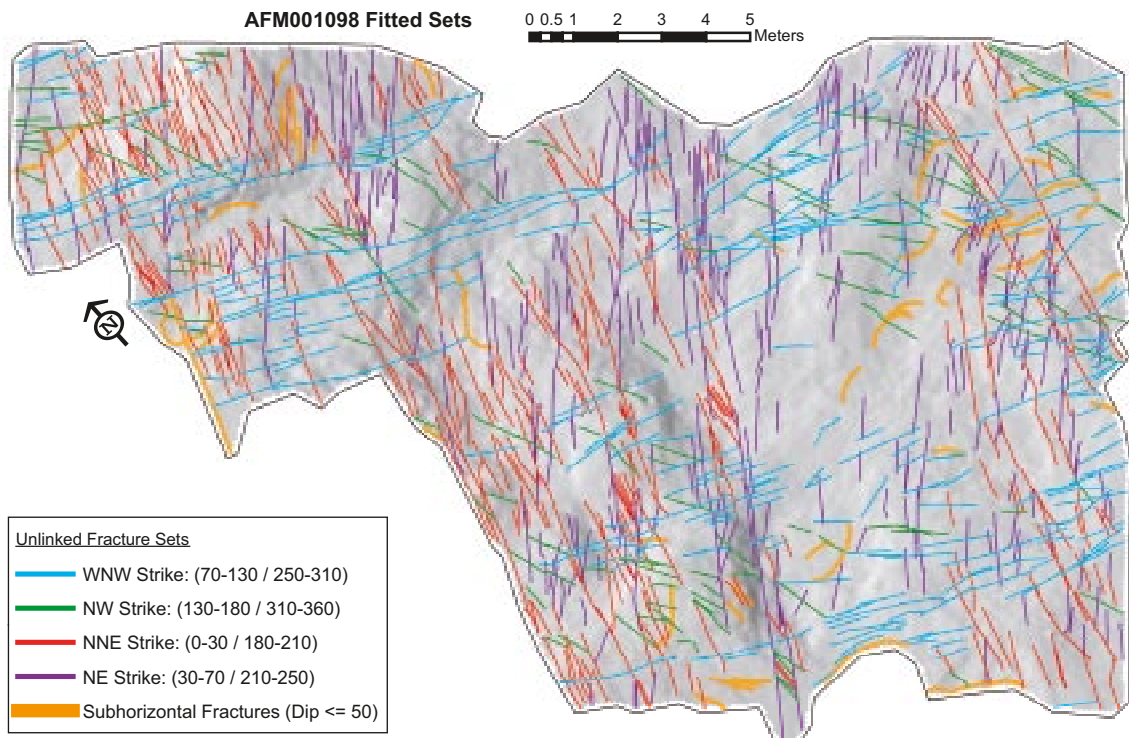 AFM001098 Fitted Sets
0 0.5 1 2 3 4 5
Meters
N
Unlinked Fracture Sets
WNW Strike: (70-130 / 250-310)
NW Strike: (130-180 / 310-360)
NNE Strike: (0-30 / 180-210)
NE Strike: (30-70 / 210-250)
Subhorizontal Fractures (Dip <= 50)